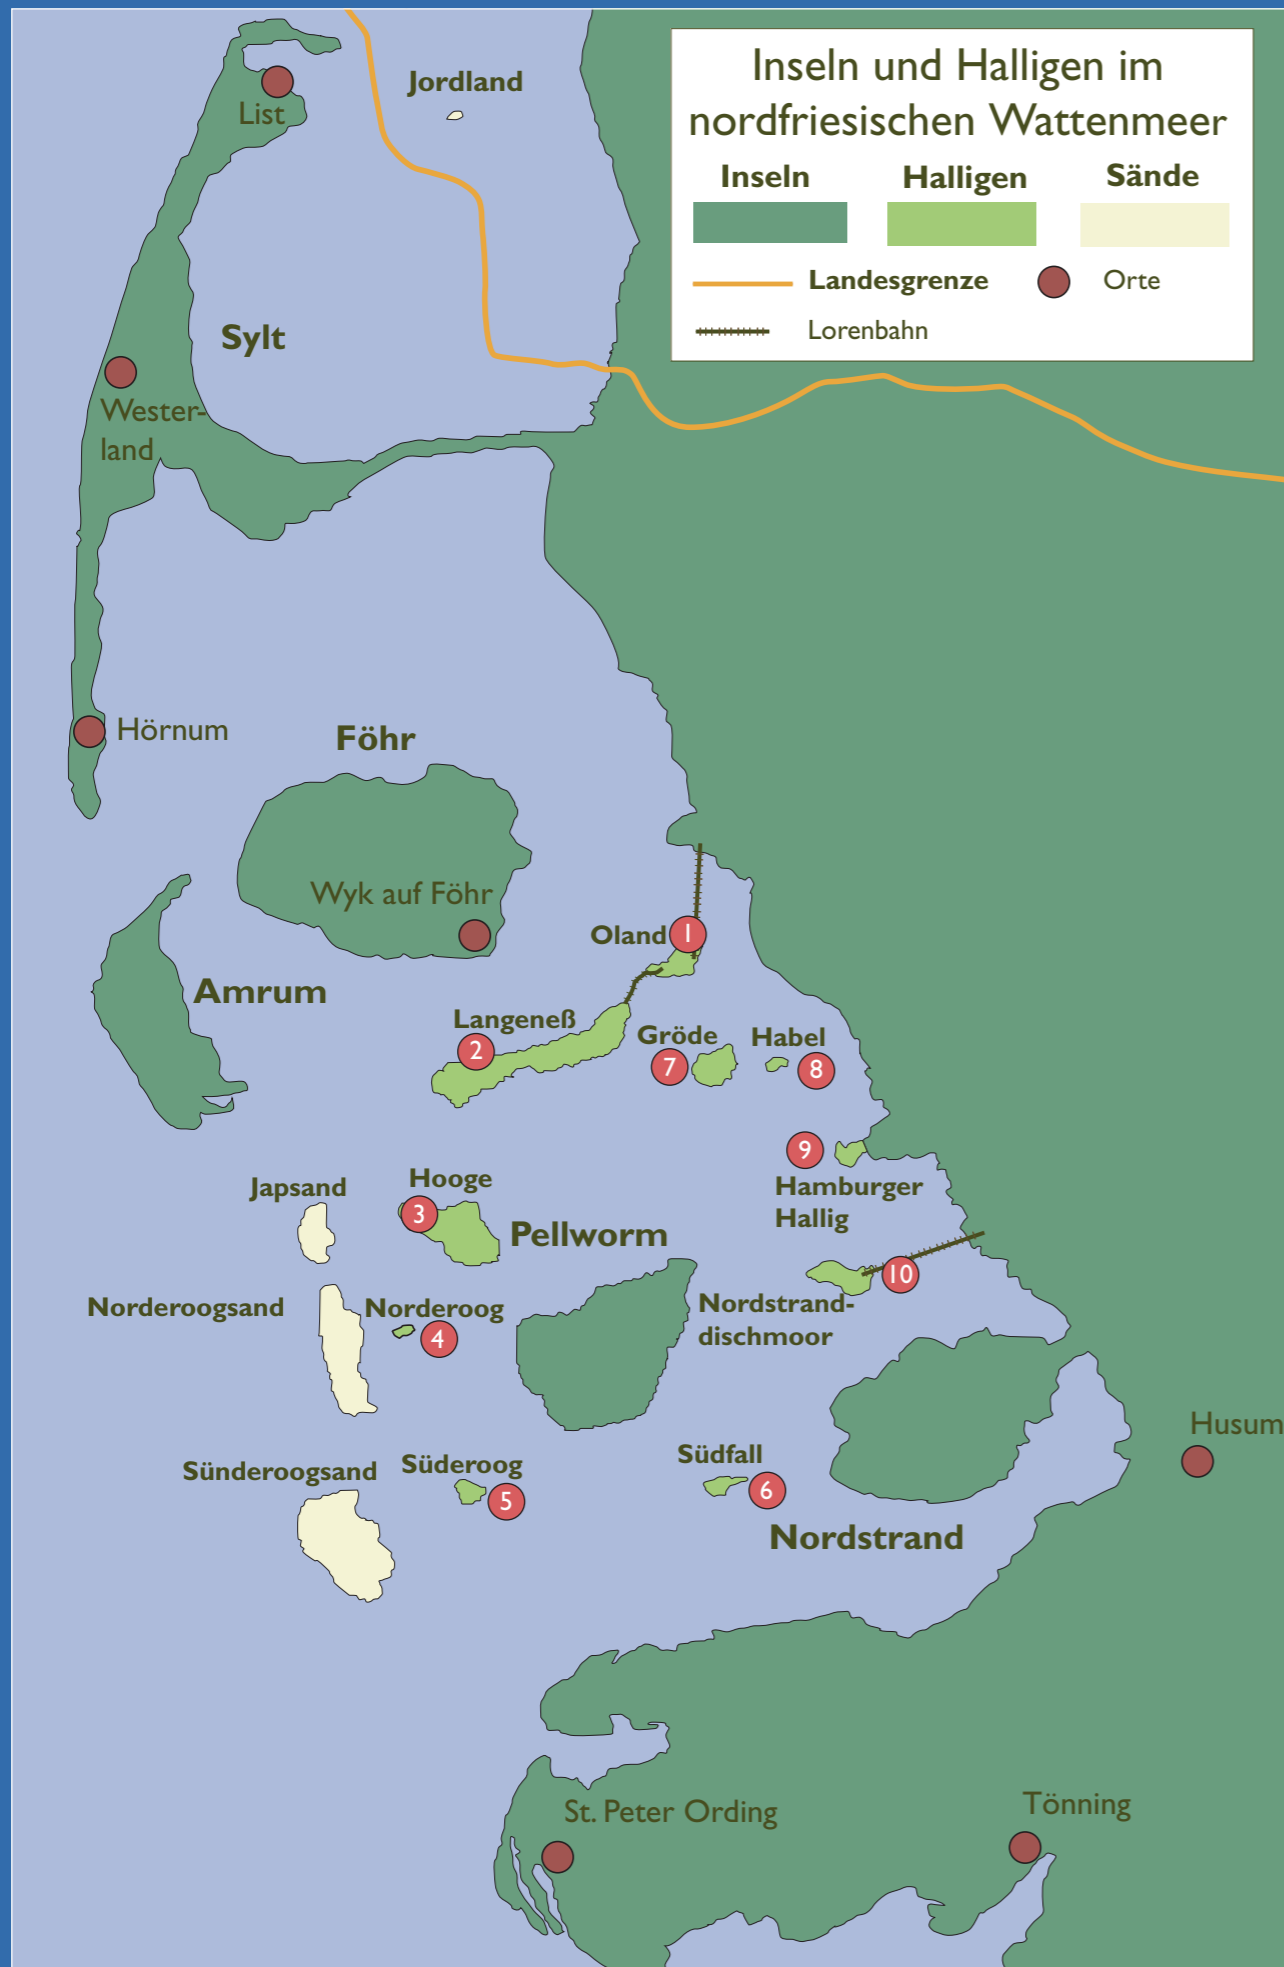 Inseln und Halligen im
nordfriesischen Wattenmeer
Inseln
Halligen
Sände
Landesgrenze
Orte
Lorenbahn
Jordland
List
Sylt
Wester-
land
Hörnum
Föhr
Wyk auf Föhr
Amrum
Oland
1
Langeneß
2
Gröde
7
Habel
8
9
Hamburger
Hallig
Japsand
Hooge
3
Pellworm
10
Nordstrand-
dischmoor
Norderoogsand
Norderoog
4
Husum
Sünderoogsand
Süderoog
5
Südfall
6
Nordstrand
St. Peter Ording
Tönning